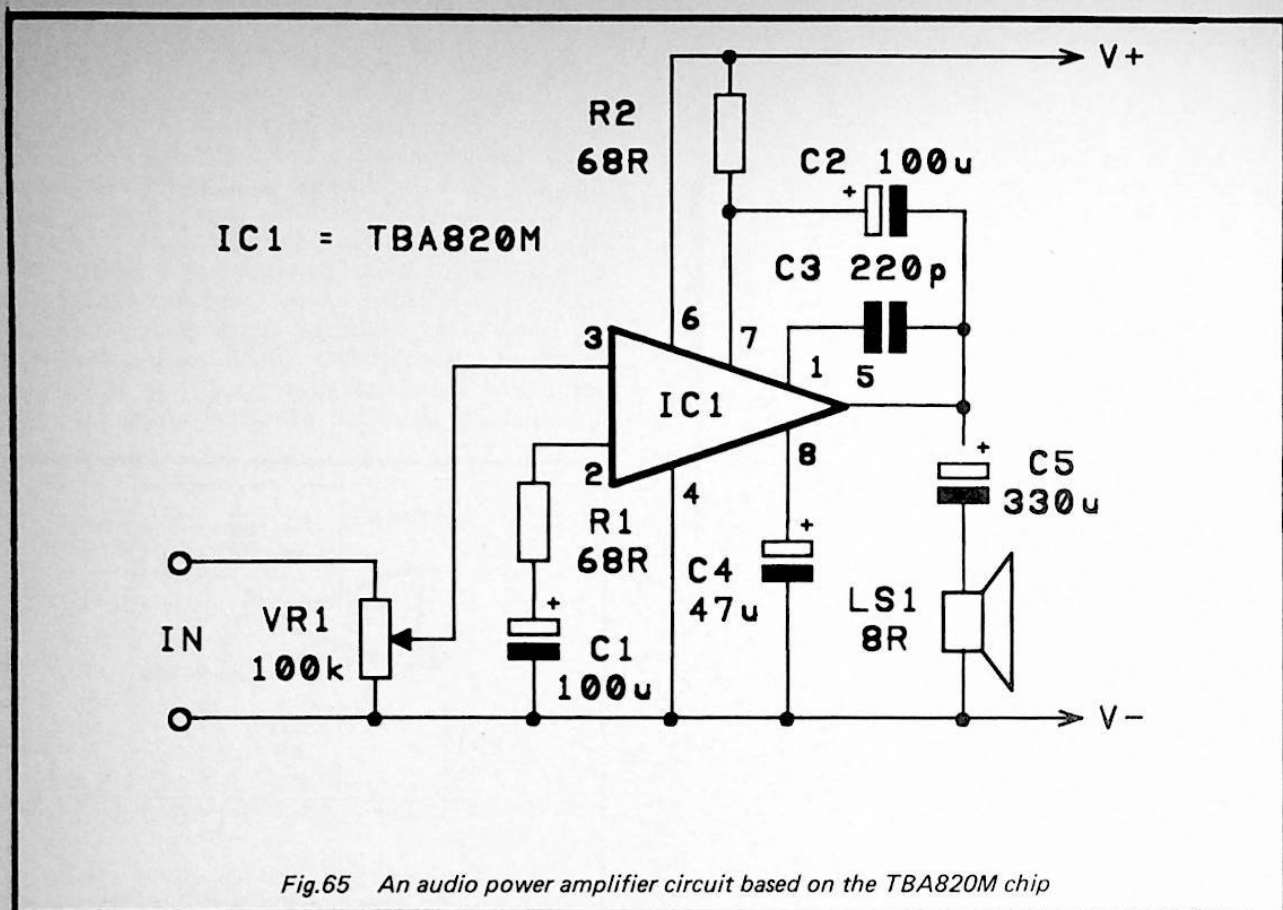 V+
R2
68R
C2 100u
+
IC1 = TBA820M
C3 220p
3
6
7
1
5
IC1
2
4
8
+
C5
330u
R1
68R
+
C4
47u
LS1
8R
IN
VR1
100k
+
C1
100u
V-
Fig.65 An audio power amplifier circuit based on the TBA820M chip